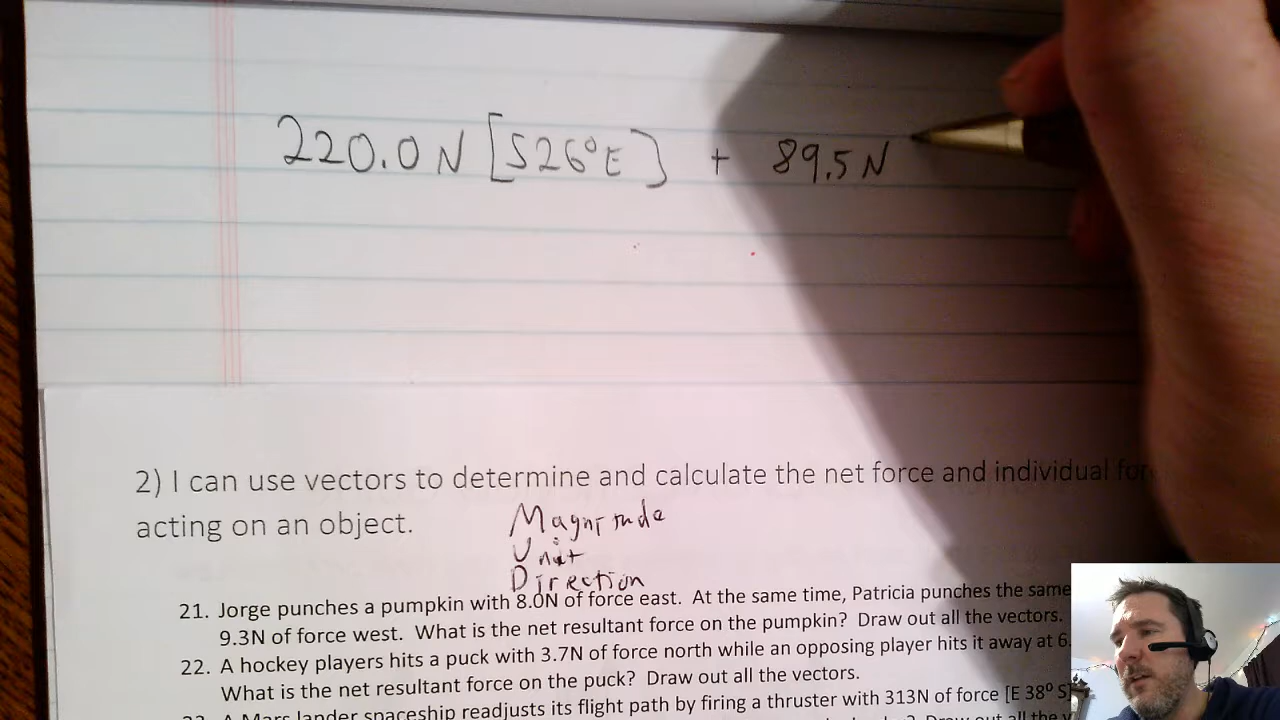 220.0 N [S26°E] + 89.5 N
2) I can use vectors to determine and calculate the net force and individual
acting on an object.
Magnitude
Unit
Direction
21. Jorge punches a pumpkin with 8.0N of force east. At the same time, Patricia punches the same
9.3N of force west. What is the net resultant force on the pumpkin? Draw out all the vectors.
22. A hockey players hits a puck with 3.7N of force north while an opposing player hits it away at 6.
What is the net resultant force on the puck? Draw out all the vectors.
23. A Mars lander spaceship readjusts its flight path by firing a thruster with 313N of force [E 38⁰ S]